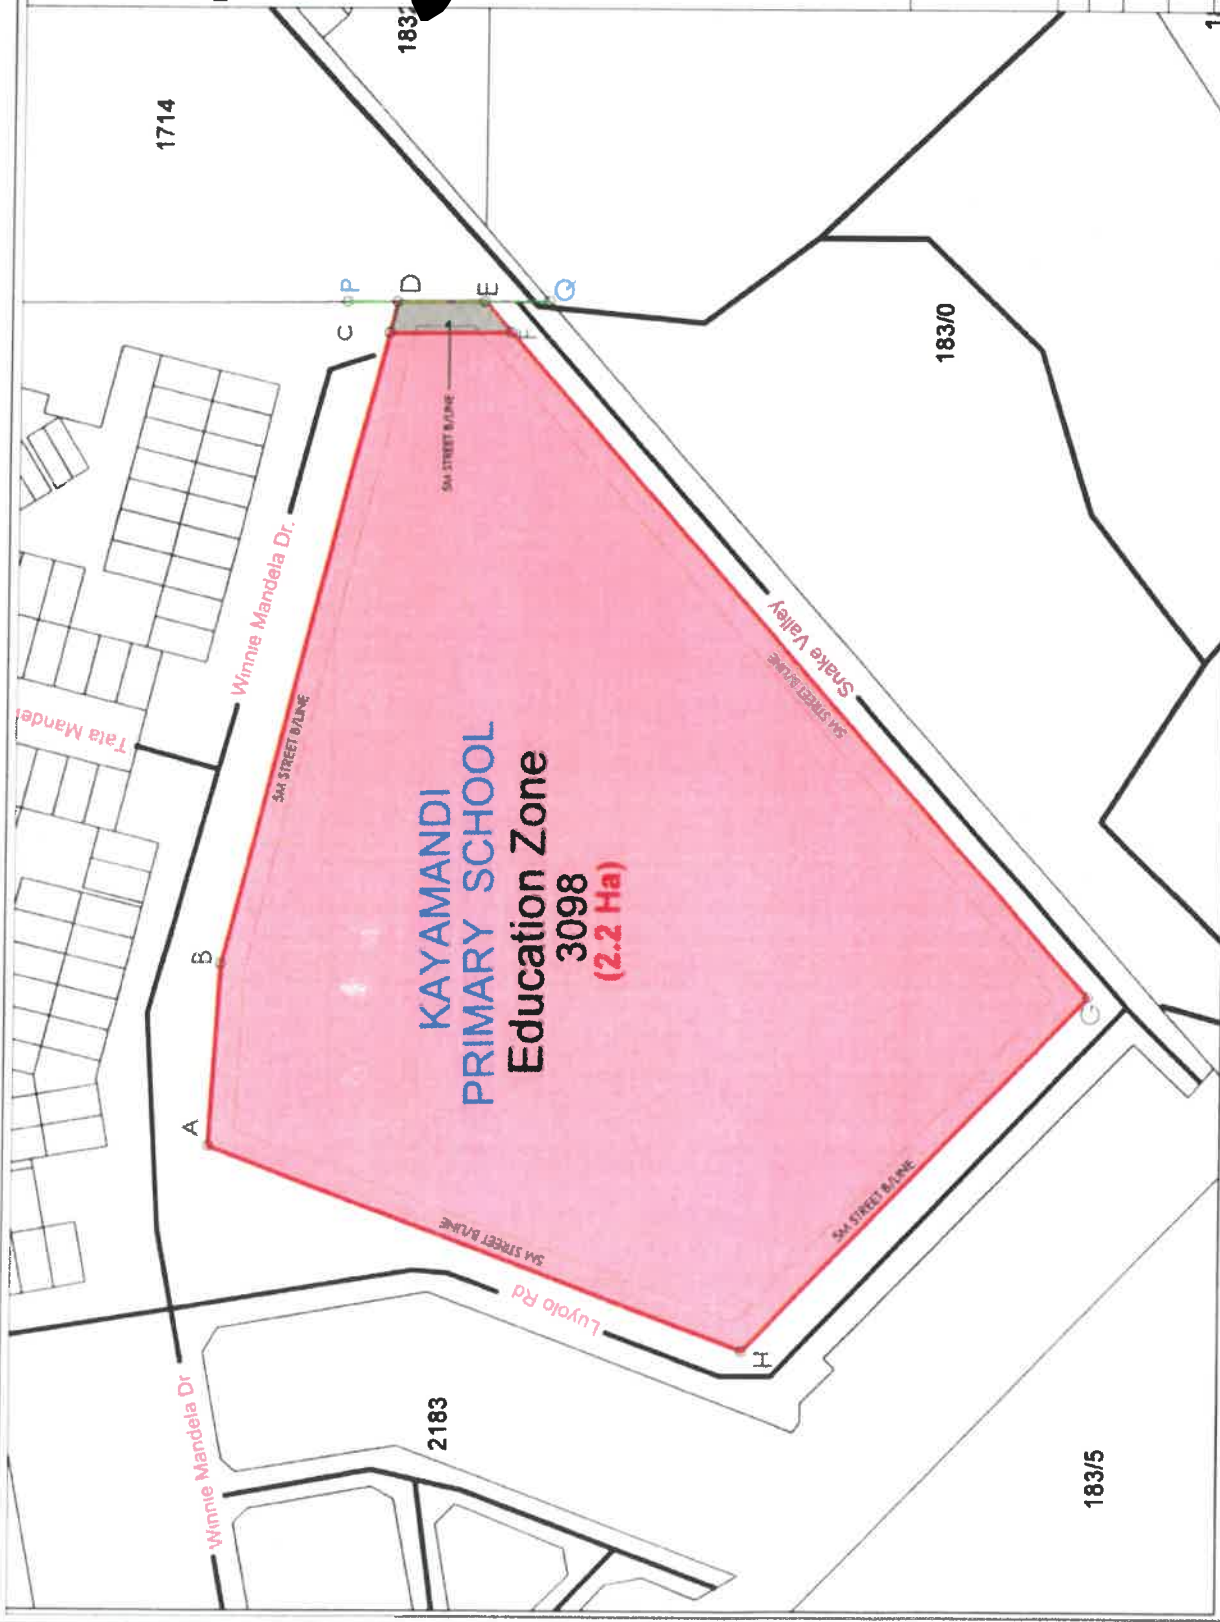 1714
1832
P
D
C
E
Q
F
5M STREET B/LINE
183/0
Winnie Mandela Dr.
Snake Valley
5M STREET B/LINE
Tata Mandel
5M STREET B/LINE
KAYAMANDI
PRIMARY SCHOOL
Education Zone
3098
(2.2 Ha)
B
A
G
5M STREET B/LINE
5M STREET B/LINE
Luyolo Rd
H
Winnie Mandela Dr
2183
183/5